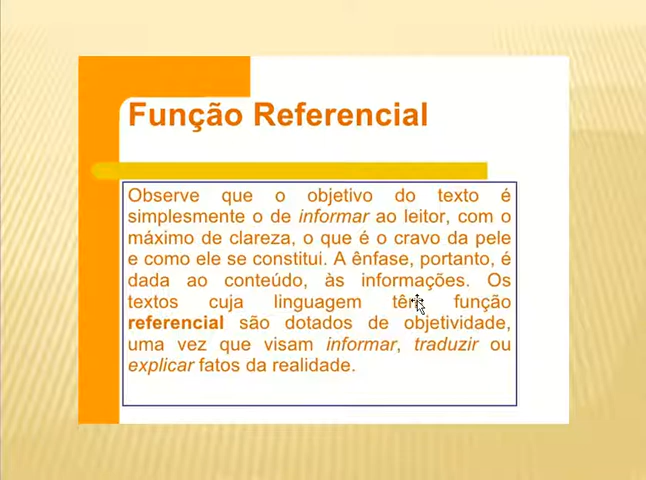 Função Referencial
Observe que o objetivo do texto é
simplesmente o de informar ao leitor, com o
máximo de clareza, o que é o cravo da pele
e como ele se constitui. A ênfase, portanto, é
dada ao conteúdo, às informações. Os
textos cuja linguagem têm função
referencial são dotados de objetividade,
uma vez que visam informar, traduzir ou
explicar fatos da realidade.